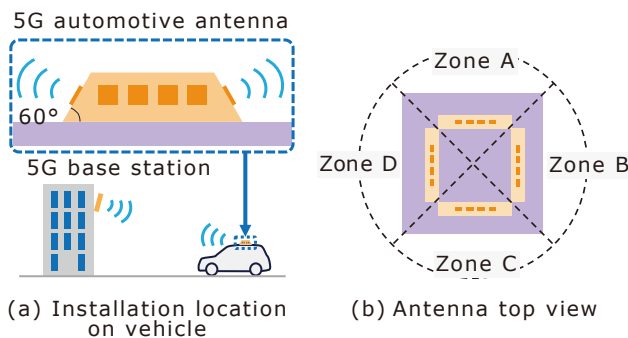 5G automotive antenna
60°
5G base station
(a) Installation location
on vehicle
Zone A
Zone D
Zone B
Zone C
(b) Antenna top view